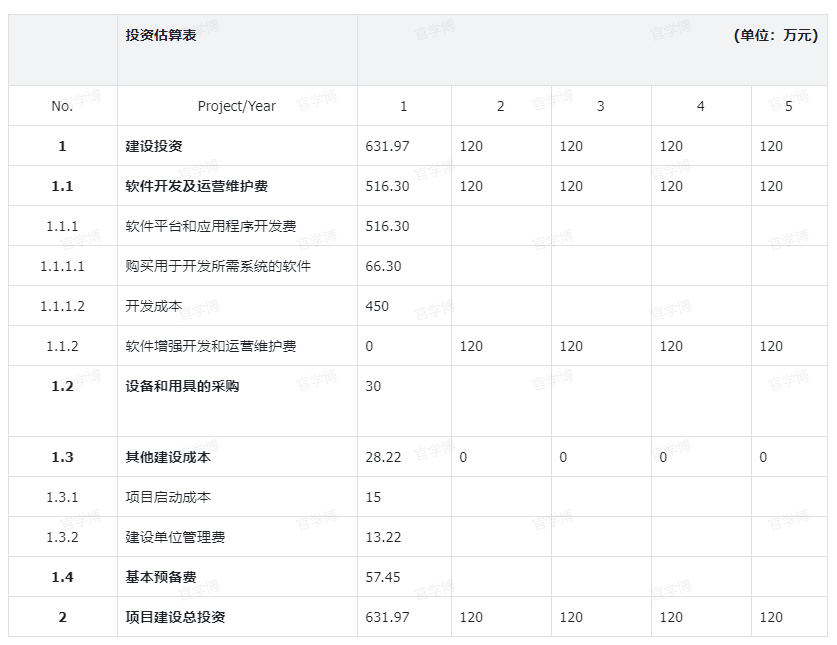 投资估算表 (单位：万元)
No. Project/Year 1 2 3 4 5
1 建设投资 631.97 120 120 120 120
1.1 软件开发及运营维护费 516.30 120 120 120 120
1.1.1 软件平台和应用程序开发费 516.30
1.1.1.1 购买用于开发所需系统的软件 66.30
1.1.1.2 开发成本 450
1.1.2 软件增强开发和运营维护费 0 120 120 120 120
1.2 设备和用具的采购 30
1.3 其他建设成本 28.22 0 0 0 0
1.3.1 项目启动成本 15
1.3.2 建设单位管理费 13.22
1.4 基本预备费 57.45
2 项目建设总投资 631.97 120 120 120 120